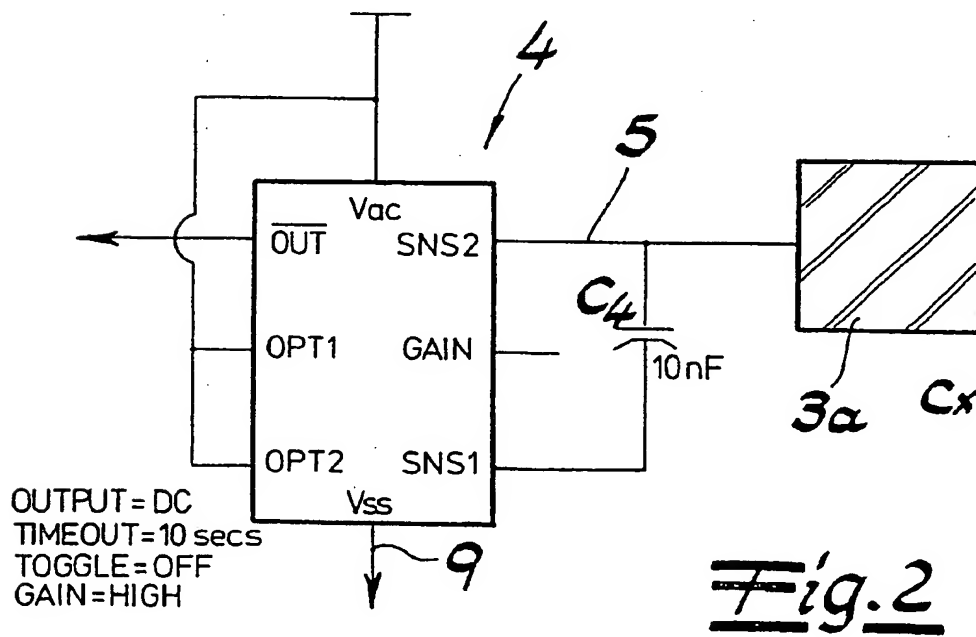 4
5
Vac
OUT SNS2
C4
OPT1 GAIN
10nF
3a Cx
OPT2 SNS1
Vss
OUTPUT=DC
TIMEOUT=10 secs
TOGGLE=OFF
GAIN=HIGH
9
Fig.2